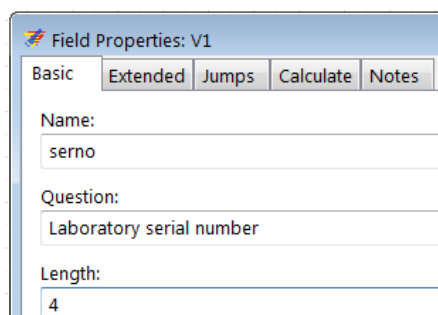 Field Properties: V1
Basic Extended Jumps Calculate Notes
Name:
serno
Question:
Laboratory serial number
Length:
4